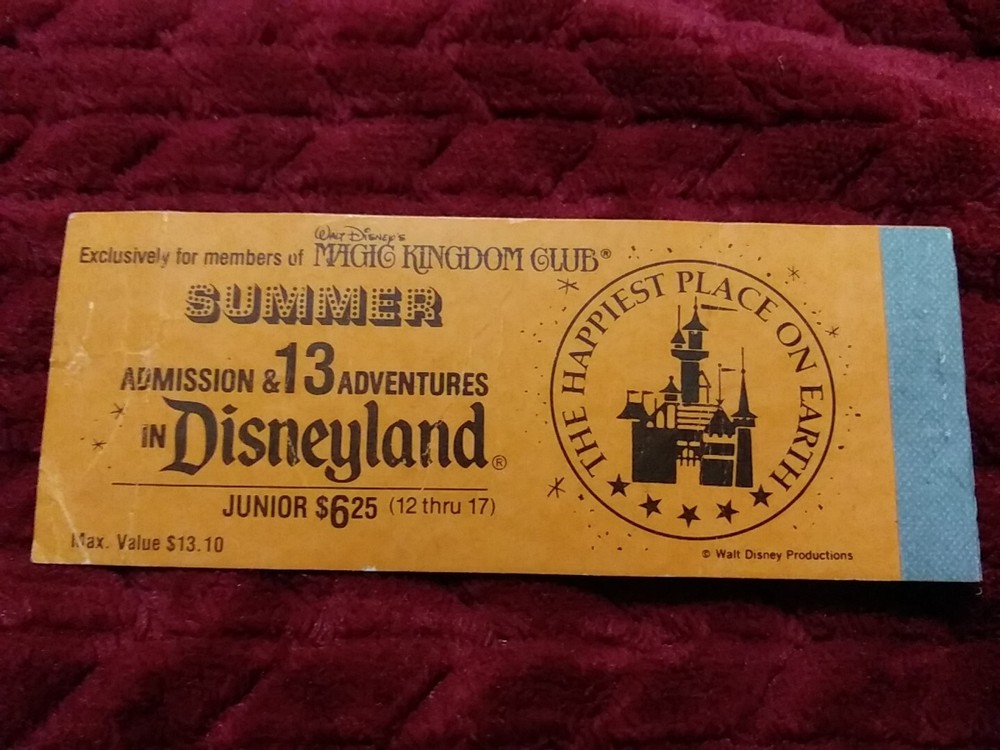 Exclusively for members of Walt Disney's MAGIC KINGDOM CLUB®
SUMMER
ADMISSION & 13 ADVENTURES
IN Disneyland®
JUNIOR $6.25 (12 thru 17)
Max. Value $13.10
THE HAPPIEST PLACE ON EARTH
© Walt Disney Productions